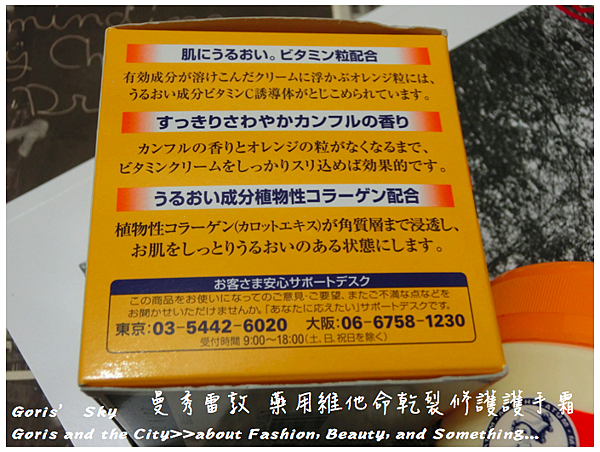 肌にうるおい。ビタミン粒配合
有効成分が溶けこんだクリームに浮かぶオレンジ粒には、
うるおい成分ビタミンC誘導体がとじこめられています。
すっきりさわやかカンフルの香り
カンフルの香りとオレンジの粒がなくなるまで、
ビタミンクリームをしっかりスリ込めば効果的です。
うるおい成分植物性コラーゲン配合
植物性コラーゲン(カロットエキス)が角質層まで浸透し、
お肌をしっとりうるおいのある状態にします。
お客さま安心サポートデスク
この商品をお使いになってのご意見・ご要望、またご不満な点などを
お聞かせいただけませんか。「あなたに応えたい」サポートデスクです。
東京:03-5442-6020 大阪:06-6758-1230
受付時間 9:00〜18:00(土、日、祝日を除く)
Goris' Sky 曼秀雷敦 藥用維他命乾裂修護護手霜
Goris and the City>>about Fashion, Beauty, and Something...